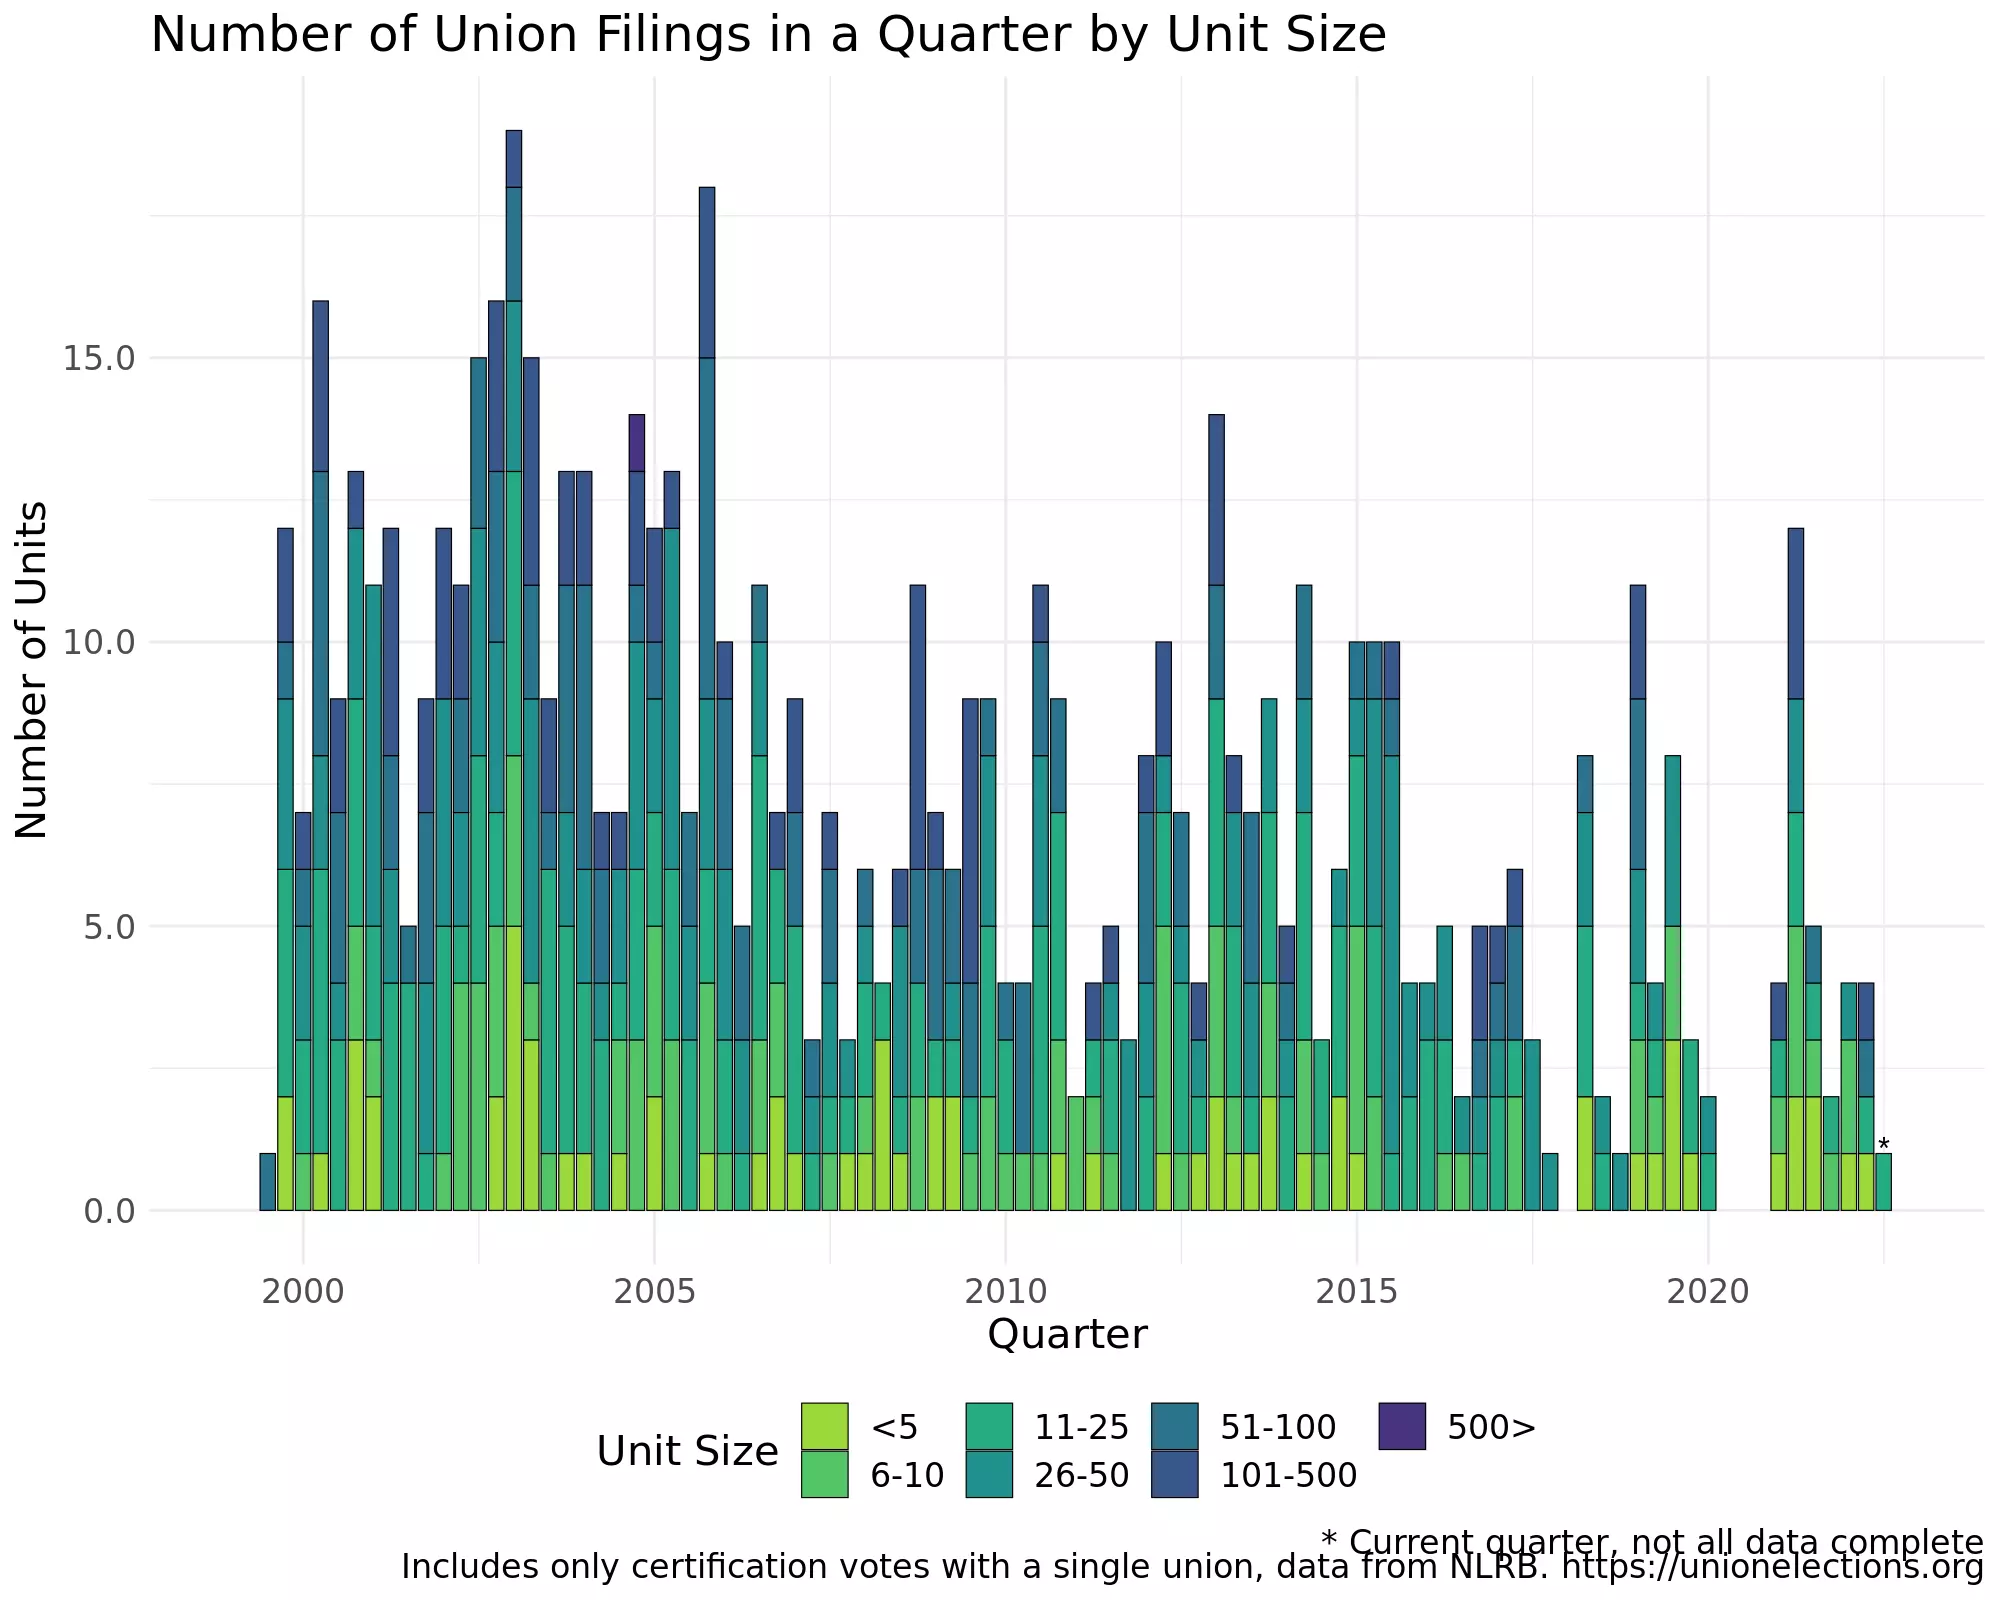 Number of Union Filings in a Quarter by Unit Size
Number of Units
15.0
10.0
5.0
0.0
*
2000 2005 2010 2015 2020
Quarter
Unit Size
<5 11-25 51-100 500>
6-10 26-50 101-500
* Current quarter, not all data complete
Includes only certification votes with a single union, data from NLRB. https://unionelections.org